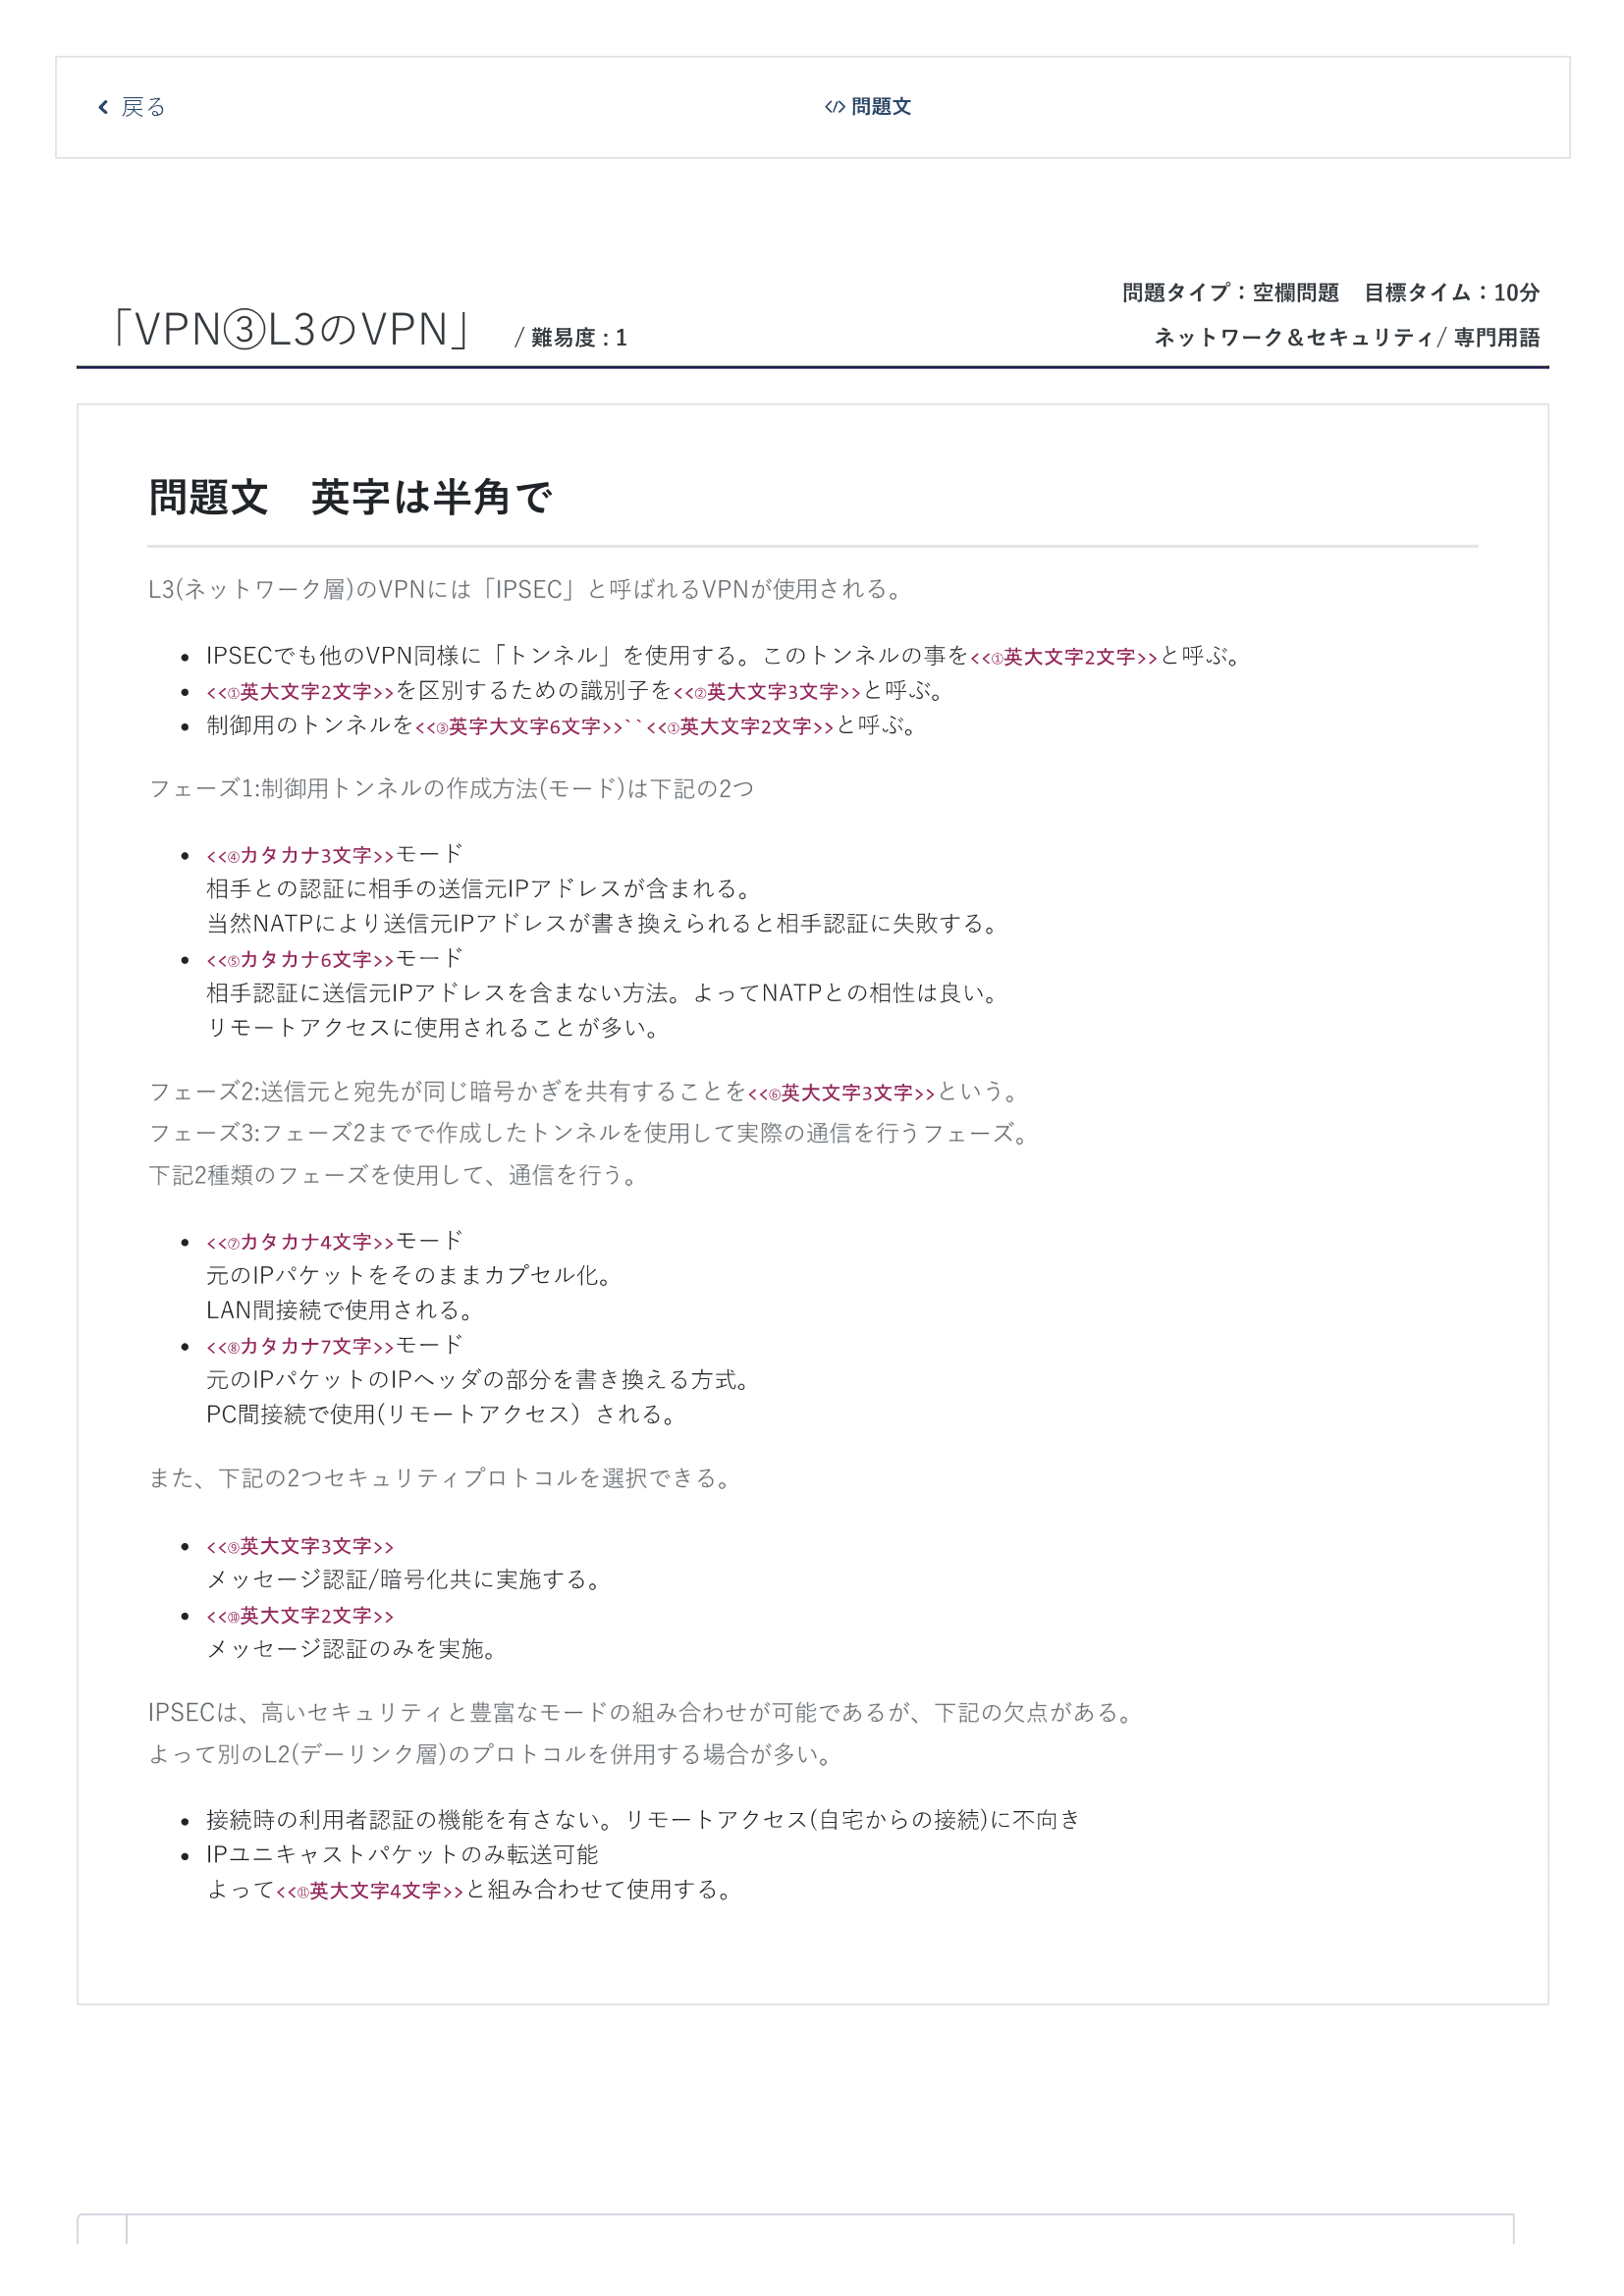 戻る
問題文
問題タイプ：空欄問題　目標タイム：10分
「VPN③L3のVPN」 / 難易度 : 1
ネットワーク＆セキュリティ/ 専門用語
問題文　英字は半角で
L3(ネットワーク層)のVPNには「IPSEC」と呼ばれるVPNが使用される。
• IPSECでも他のVPN同様に「トンネル」を使用する。このトンネルの事を<<①英大文字2文字>>と呼ぶ。
• <<①英大文字2文字>>を区別するための識別子を<<②英大文字3文字>>と呼ぶ。
• 制御用のトンネルを<<③英字大文字6文字>>``<<①英大文字2文字>>と呼ぶ。
フェーズ1:制御用トンネルの作成方法(モード)は下記の2つ
• <<④カタカナ3文字>>モード
相手との認証に相手の送信元IPアドレスが含まれる。
当然NATPにより送信元IPアドレスが書き換えられると相手認証に失敗する。
• <<⑤カタカナ6文字>>モード
相手認証に送信元IPアドレスを含まない方法。よってNATPとの相性は良い。
リモートアクセスに使用されることが多い。
フェーズ2:送信元と宛先が同じ暗号かぎを共有することを<<⑥英大文字3文字>>という。
フェーズ3:フェーズ2までで作成したトンネルを使用して実際の通信を行うフェーズ。
下記2種類のフェーズを使用して、通信を行う。
• <<⑦カタカナ4文字>>モード
元のIPパケットをそのままカプセル化。
LAN間接続で使用される。
• <<⑧カタカナ7文字>>モード
元のIPパケットのIPヘッダの部分を書き換える方式。
PC間接続で使用(リモートアクセス）される。
また、下記の2つセキュリティプロトコルを選択できる。
• <<⑨英大文字3文字>>
メッセージ認証/暗号化共に実施する。
• <<⑩英大文字2文字>>
メッセージ認証のみを実施。
IPSECは、高いセキュリティと豊富なモードの組み合わせが可能であるが、下記の欠点がある。
よって別のL2(デーリンク層)のプロトコルを併用する場合が多い。
• 接続時の利用者認証の機能を有さない。リモートアクセス(自宅からの接続)に不向き
• IPユニキャストパケットのみ転送可能
よって<<⑪英大文字4文字>>と組み合わせて使用する。